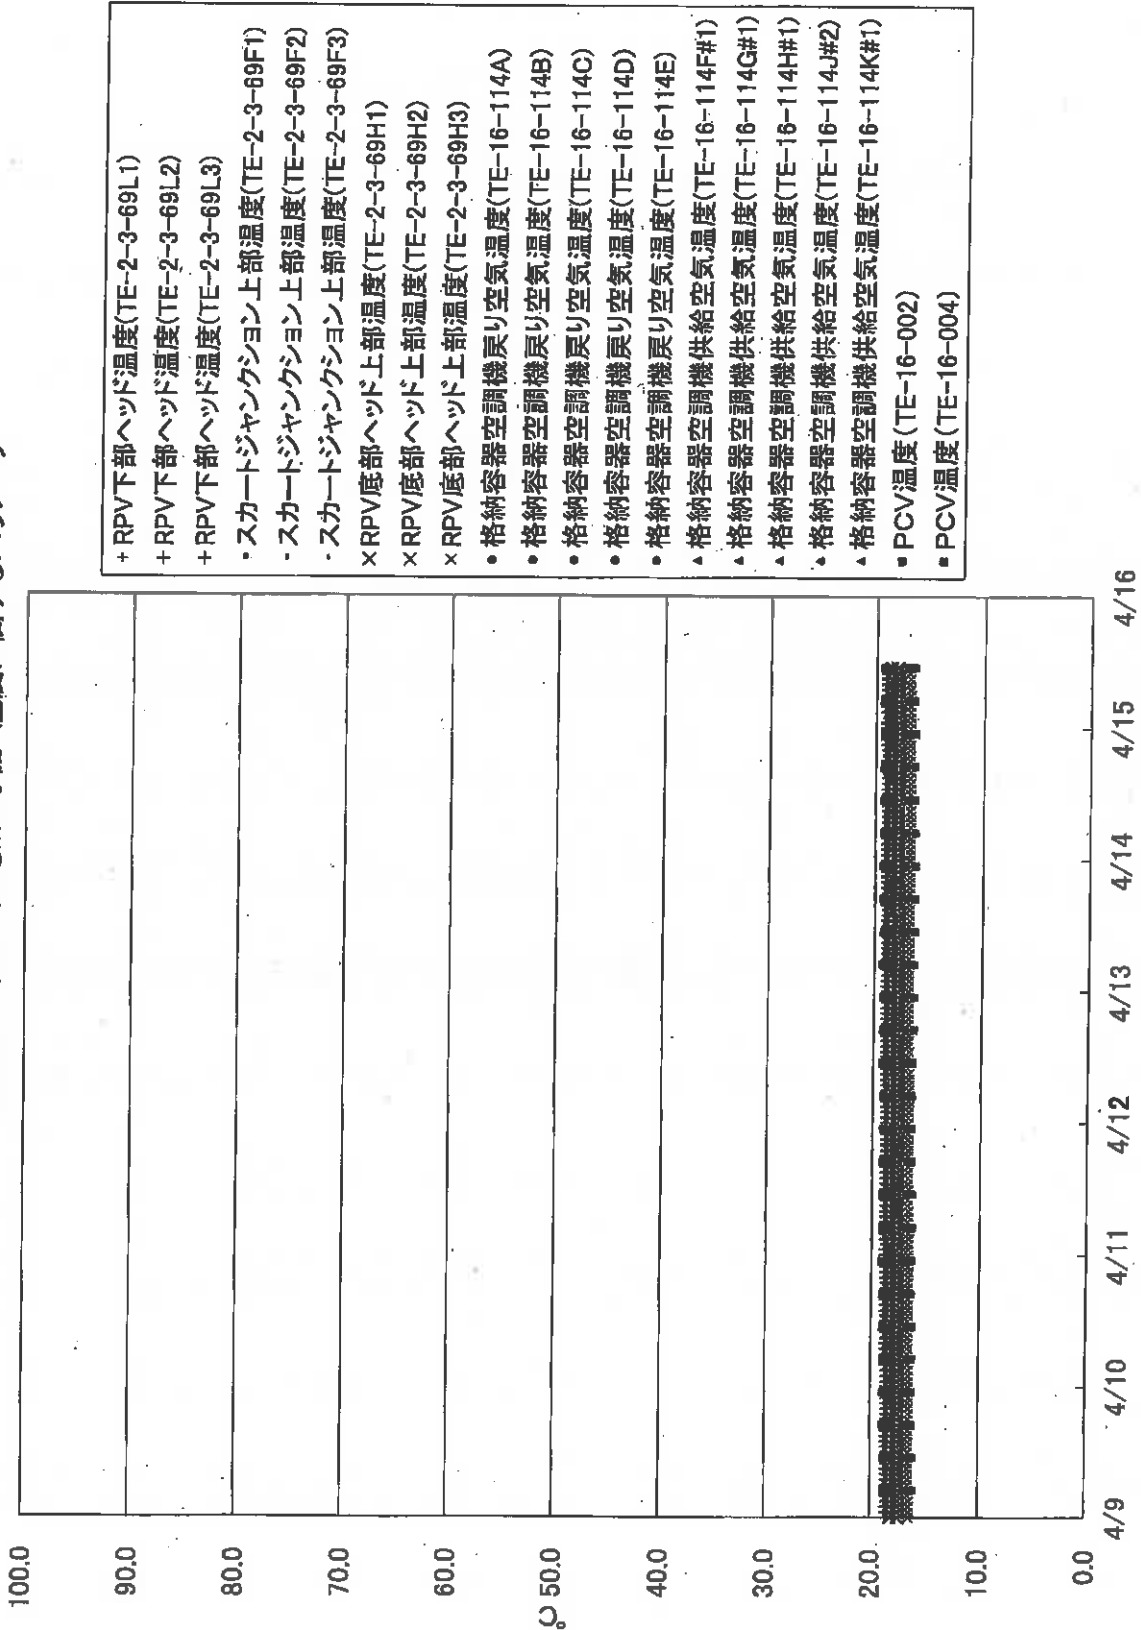 +RPV下部ヘッド温度(TE-2-3-69L1)
+RPV下部ヘッド温度(TE-2-3-69L2)
+RPV下部ヘッド温度(TE-2-3-69L3)
-スカートジャンクション上部温度(TE-2-3-69F1)
-スカートジャンクション上部温度(TE-2-3-69F2)
-スカートジャンクション上部温度(TE-2-3-69F3)
×RPV底部ヘッド上部温度(TE-2-3-69H1)
×RPV底部ヘッド上部温度(TE-2-3-69H2)
×RPV底部ヘッド上部温度(TE-2-3-69H3)
●格納容器空調機戻り空気温度(TE-16-114A)
●格納容器空調機戻り空気温度(TE-16-114B)
●格納容器空調機戻り空気温度(TE-16-114C)
●格納容器空調機戻り空気温度(TE-16-114D)
●格納容器空調機戻り空気温度(TE-16-114E)
▲格納容器空調機供給空気温度(TE-16-114F#1)
▲格納容器空調機供給空気温度(TE-16-114G#1)
▲格納容器空調機供給空気温度(TE-16-114H#1)
▲格納容器空調機供給空気温度(TE-16-114J#2)
▲格納容器空調機供給空気温度(TE-16-114K#1)
■PCV温度(TE-16-002)
■PCV温度(TE-16-004)
100.0
90.0
80.0
70.0
60.0
℃ 50.0
40.0
30.0
20.0
10.0
0.0
4/9 4/10 4/11 4/12 4/13 4/14 4/15 4/16